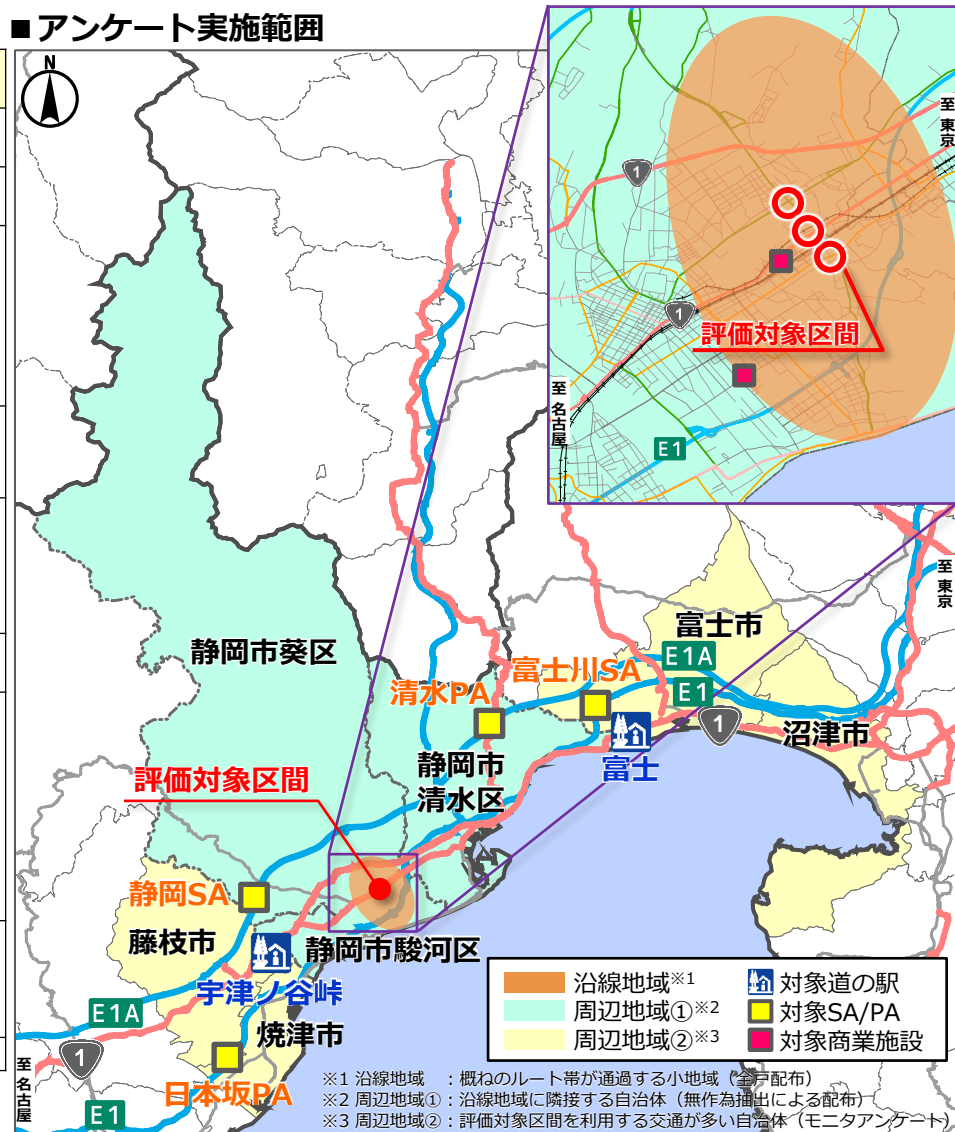 ■アンケート実施範囲
N
至 東京
1
1
評価対象区間
至 名古屋
E1
至 東京
富士市
静岡市葵区
E1A
富士川SA
清水PA
E1
1
沼津市
静岡市
清水区
富士
評価対象区間
静岡SA
藤枝市
静岡市駿河区
宇津ノ谷峠
E1A
焼津市
1
至 名古屋
日本坂PA
E1
沿線地域※1
周辺地域①※2
周辺地域②※3
対象道の駅
対象SA/PA
対象商業施設
※1 沿線地域 :概ねのルート帯が通過する小地域(全戸配布)
※2 周辺地域①:沿線地域に隣接する自治体(無作為抽出による配布)
※3 周辺地域②:評価対象区間を利用する交通が多い自治体(モニタアンケート)